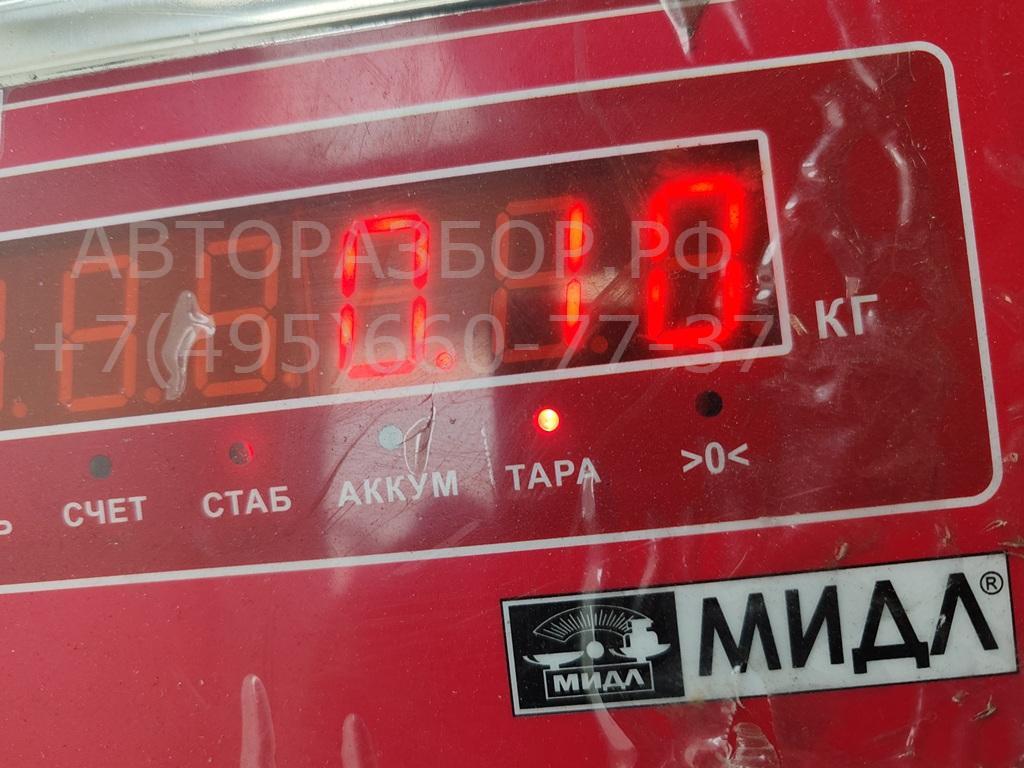 АВТОРАЗБОР РФ
+7(495)660-77-37
0.10
КГ
СЧЕТ СТАБ АККУМ ТАРА >0<
МИДЛ
МИДЛ®